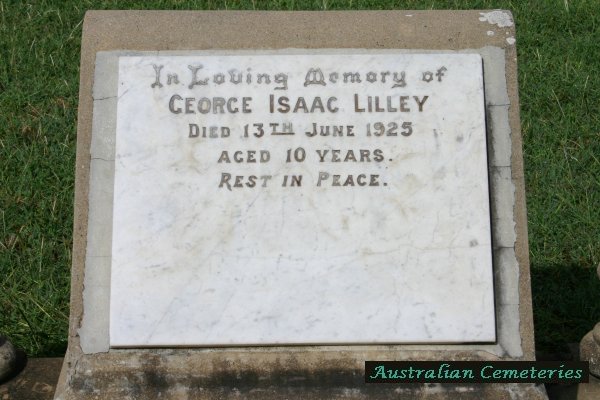 In Loving Memory of
GEORGE ISAAC LILLEY
DIED 13TH JUNE 1925
AGED 10 YEARS.
REST IN PEACE.
Australian Cemeteries